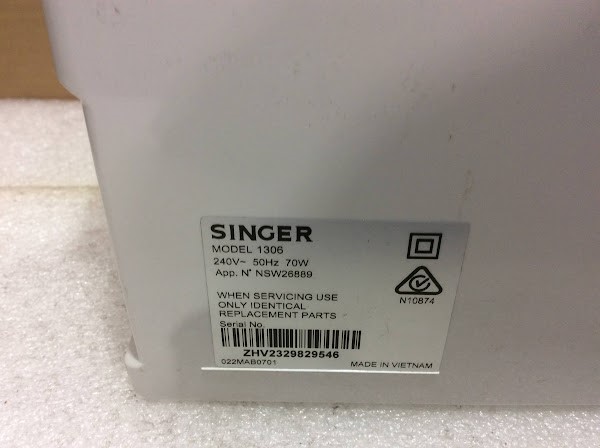 SINGER
MODEL 1306
240V~ 50Hz 70W
App. N° NSW26889
N10874
WHEN SERVICING USE
ONLY IDENTICAL
REPLACEMENT PARTS
Serial No.
ZHV2329829546
022MAB0701 MADE IN VIETNAM